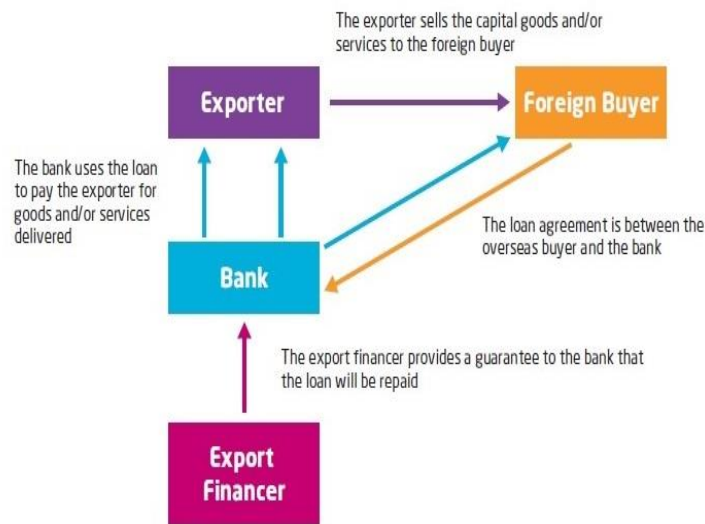 The exporter sells the capital goods and/or
services to the foreign buyer
Exporter
Foreign Buyer
The bank uses the loan
to pay the exporter for
goods and/or services
delivered
The loan agreement is between the
overseas buyer and the bank
Bank
The export financer provides a guarantee to the bank that
the loan will be repaid
Export
Financer